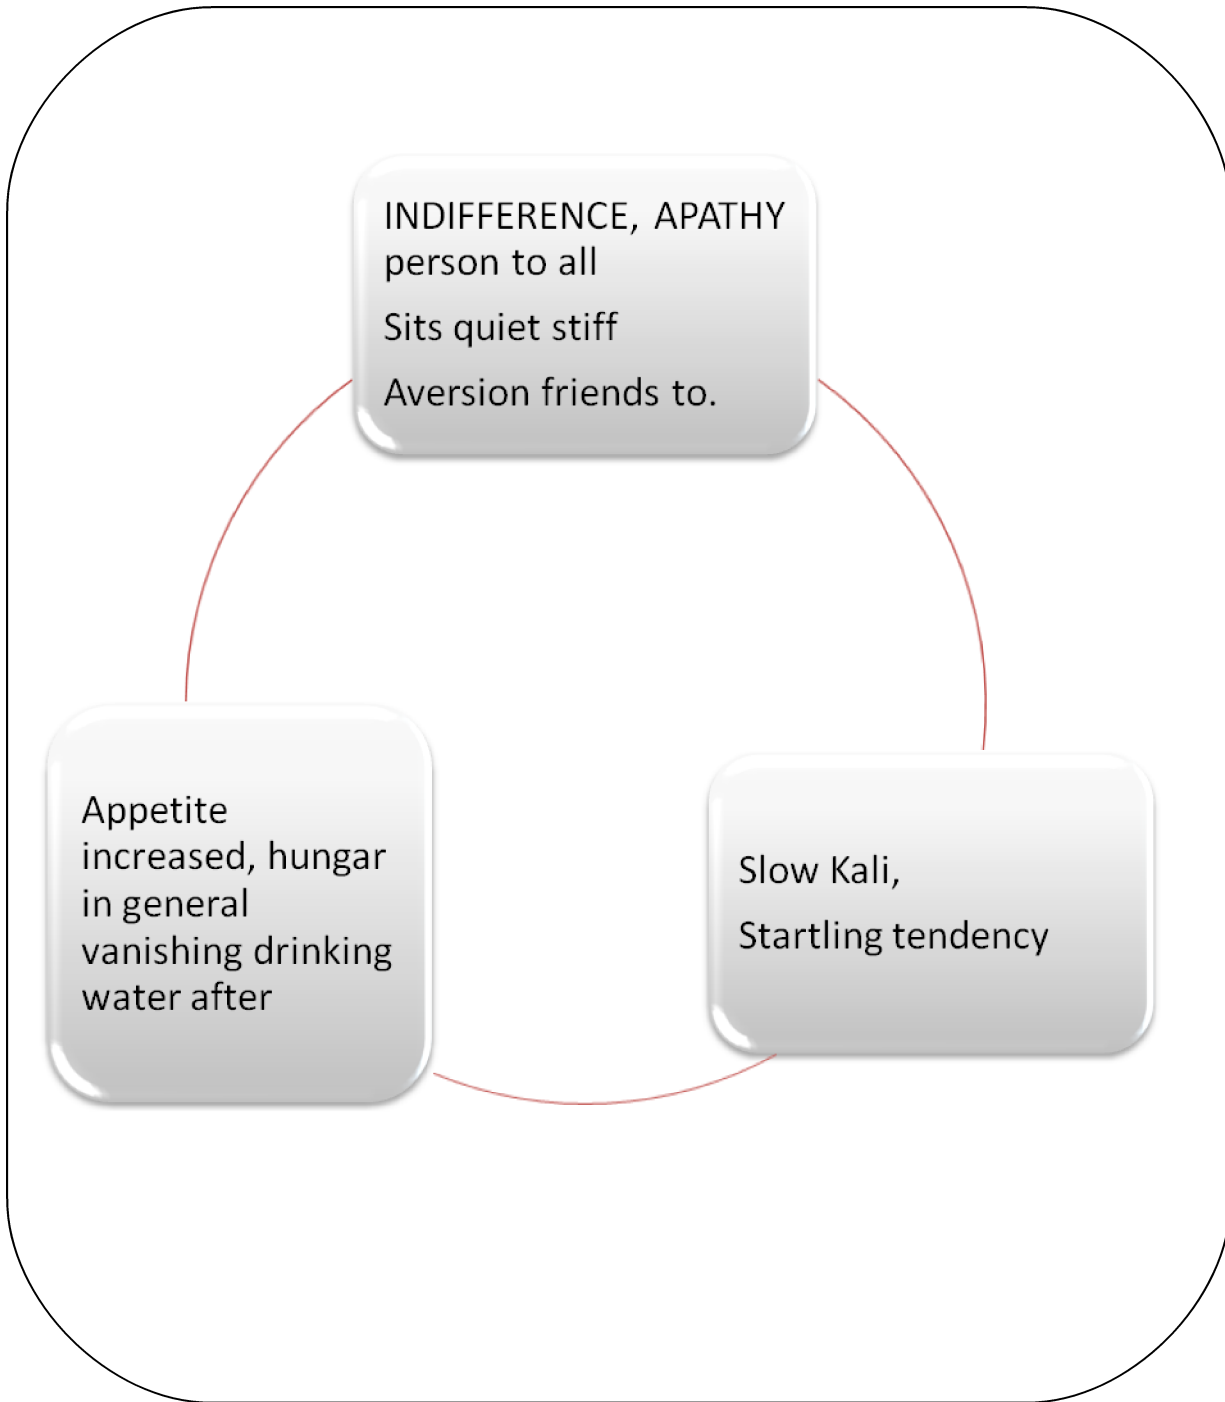 INDIFFERENCE, APATHY
person to all
Sits quiet stiff
Aversion friends to.
Appetite
increased, hungar
in general
vanishing drinking
water after
Slow Kali,
Startling tendency